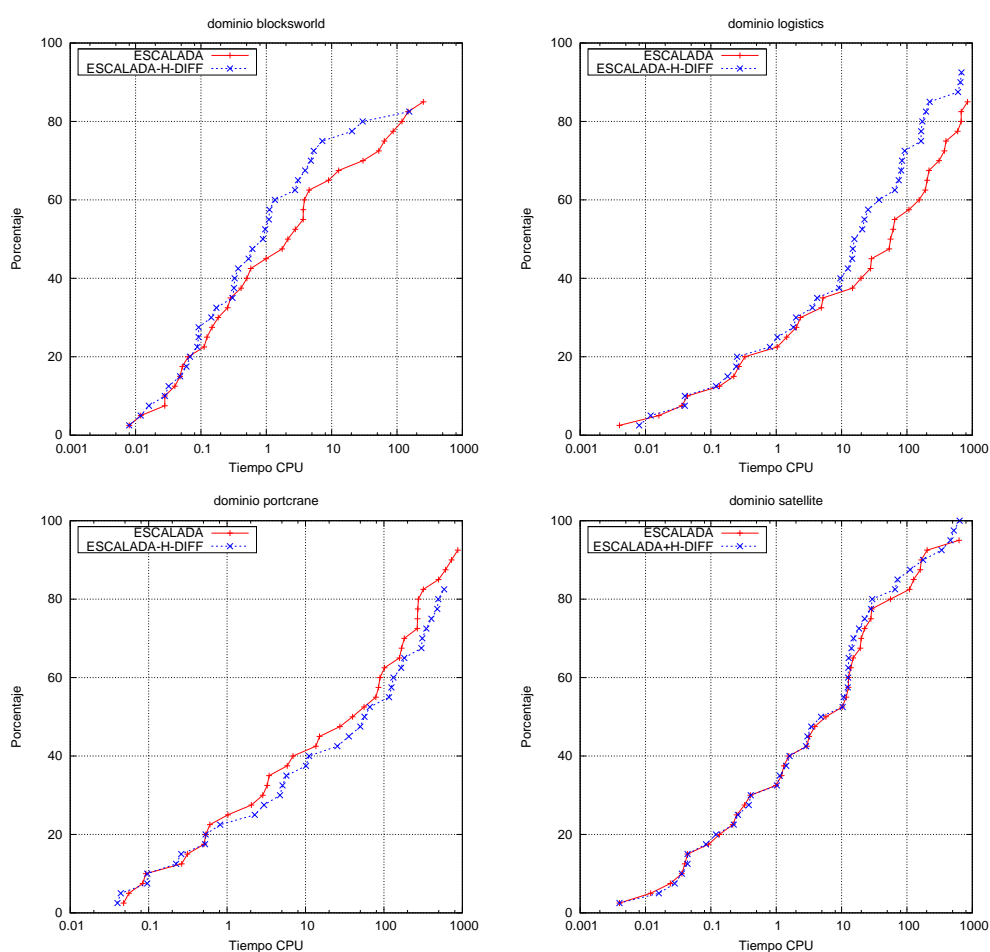 dominio blocksworld
100
80
60
40
20
0
0.001 0.01 0.1 1 10 100 1000
Porcentaje
Tiempo CPU
ESCALADA
ESCALADA-H-DIFF
dominio logistics
100
80
60
40
20
0
0.001 0.01 0.1 1 10 100 1000
Porcentaje
Tiempo CPU
ESCALADA
ESCALADA-H-DIFF
dominio portcrane
100
80
60
40
20
0
0.01 0.1 1 10 100 1000
Porcentaje
Tiempo CPU
ESCALADA
ESCALADA-H-DIFF
dominio satellite
100
80
60
40
20
0
0.001 0.01 0.1 1 10 100 1000
Porcentaje
Tiempo CPU
ESCALADA
ESCALADA+H-DIFF